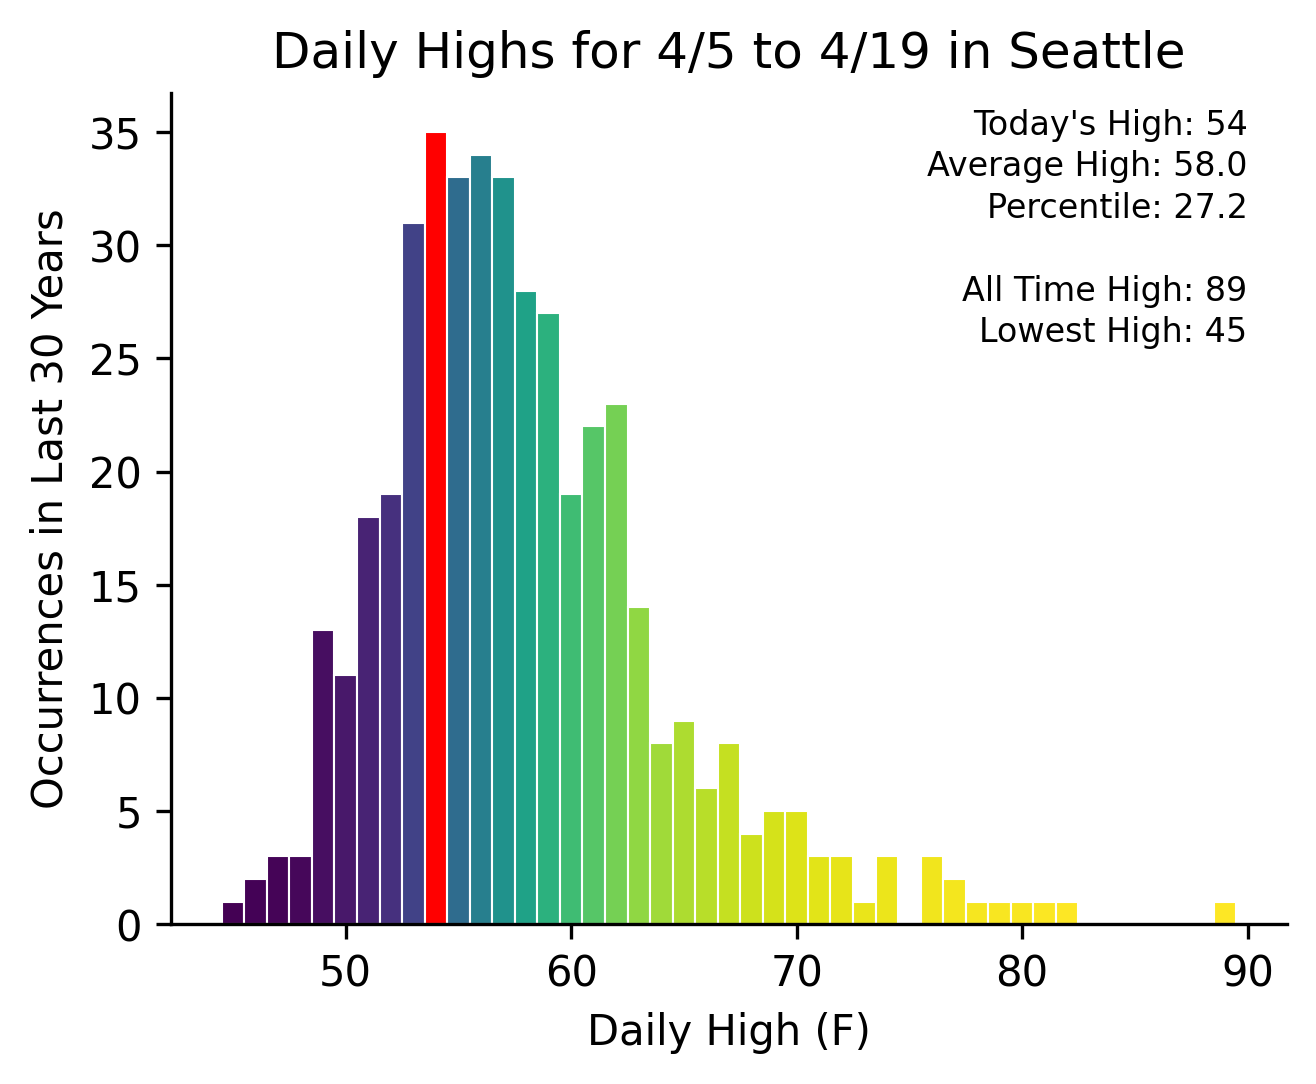 Daily Highs for 4/5 to 4/19 in Seattle
Today's High: 54
Average High: 58.0
Percentile: 27.2
All Time High: 89
Lowest High: 45
Occurrences in Last 30 Years
35
30
25
20
15
10
5
0
50 60 70 80 90
Daily High (F)